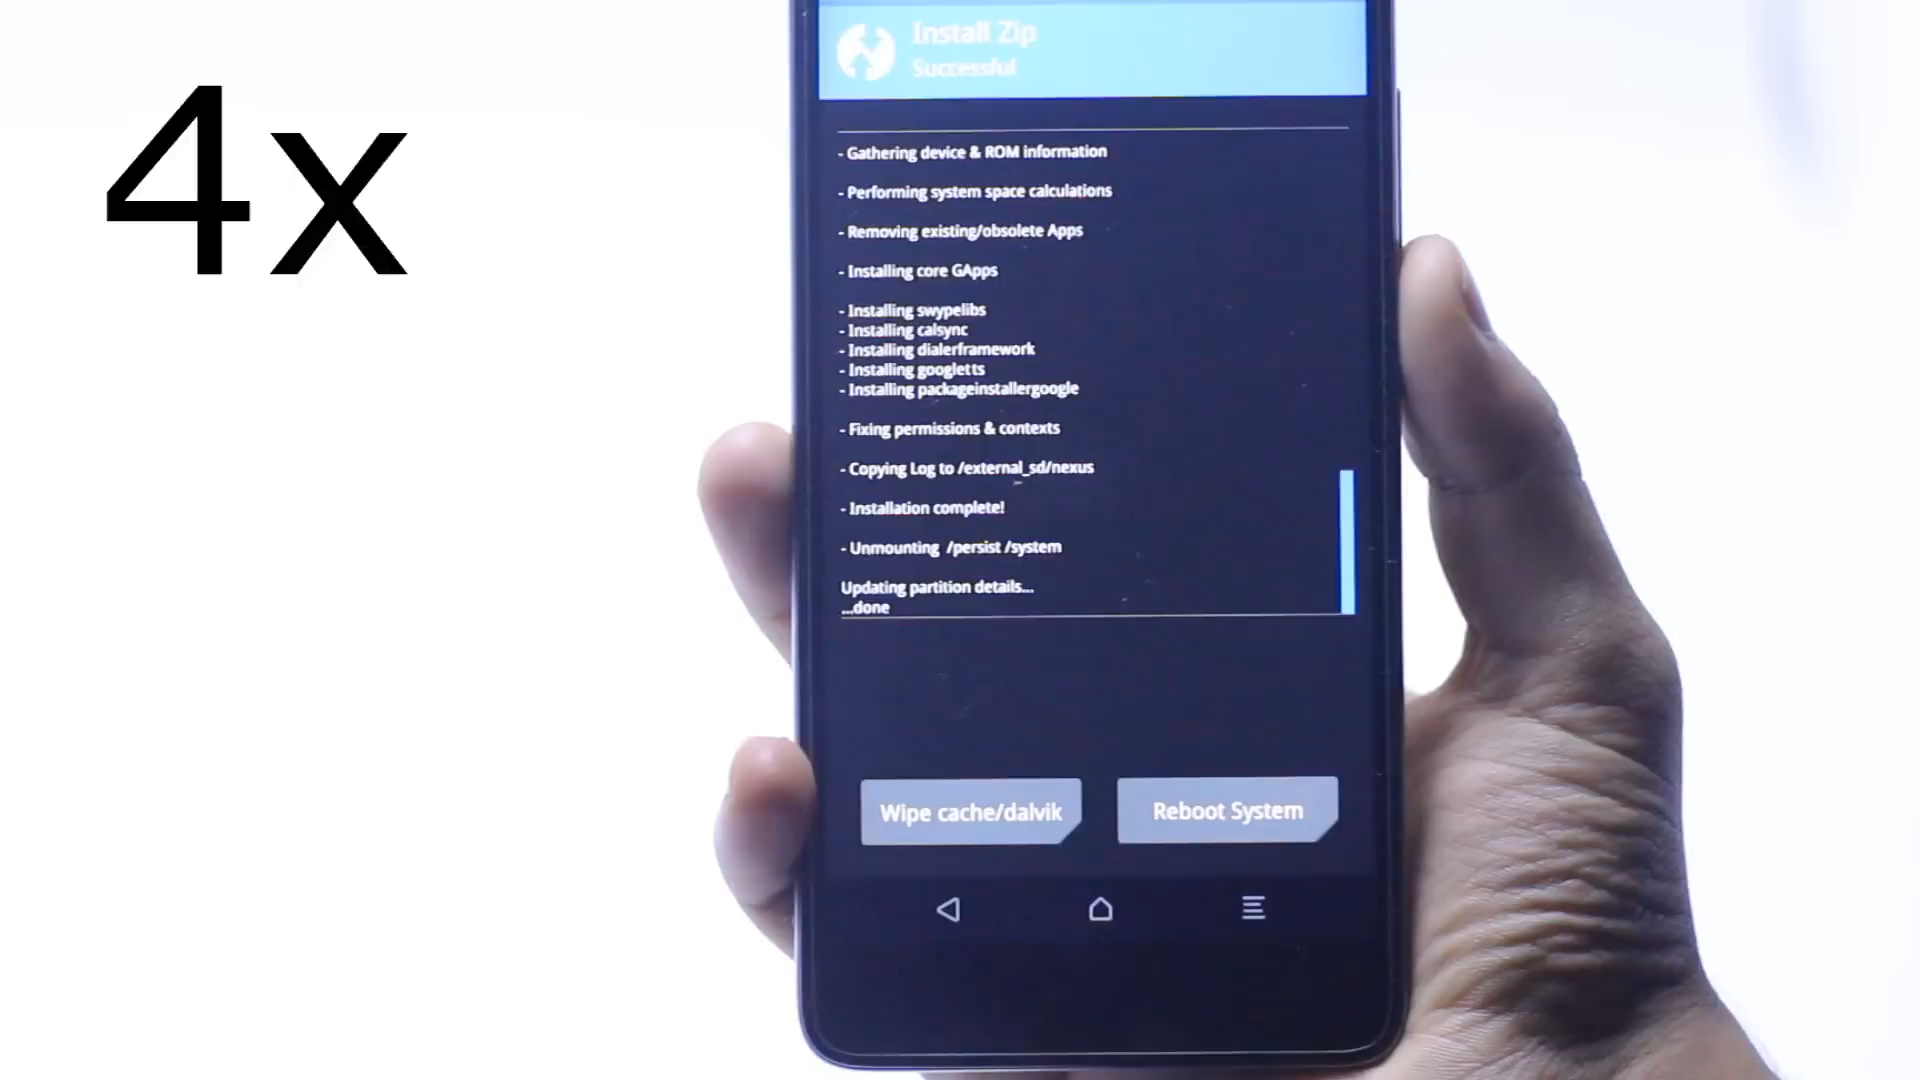 4x
Install Zip
Successful
- Gathering device & ROM information
- Performing system space calculations
- Removing existing/obsolete Apps
- Installing core GApps
- Installing swypelibs
- Installing calsync
- Installing dialerframework
- Installing googletts
- Installing packageinstallergoogle
- Fixing permissions & contexts
- Copying Log to /external_sd/nexus
- Installation complete!
- Unmounting /persist /system
Updating partition details...
...done
Wipe cache/dalvik
Reboot System